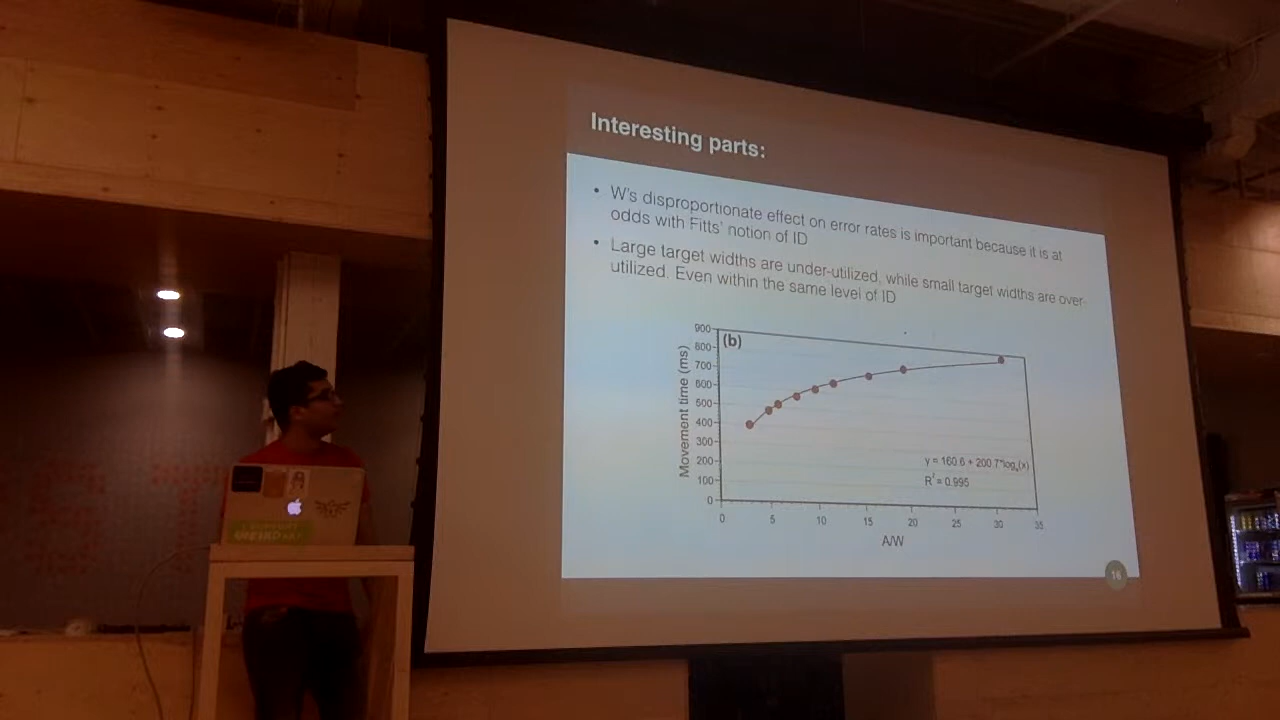 Interesting parts:
• W's disproportionate effect on error rates is important because it is at
odds with Fitts' notion of ID
• Large target widths are under-utilized, while small target widths are over-
utilized. Even within the same level of ID
(b)
900
800
700
600
500
400
300
200
100
0
Movement time (ms)
y = 160.6 + 200.7*log (x)
R² = 0.995
0 5 10 15 20 25 30 35
A/W
16